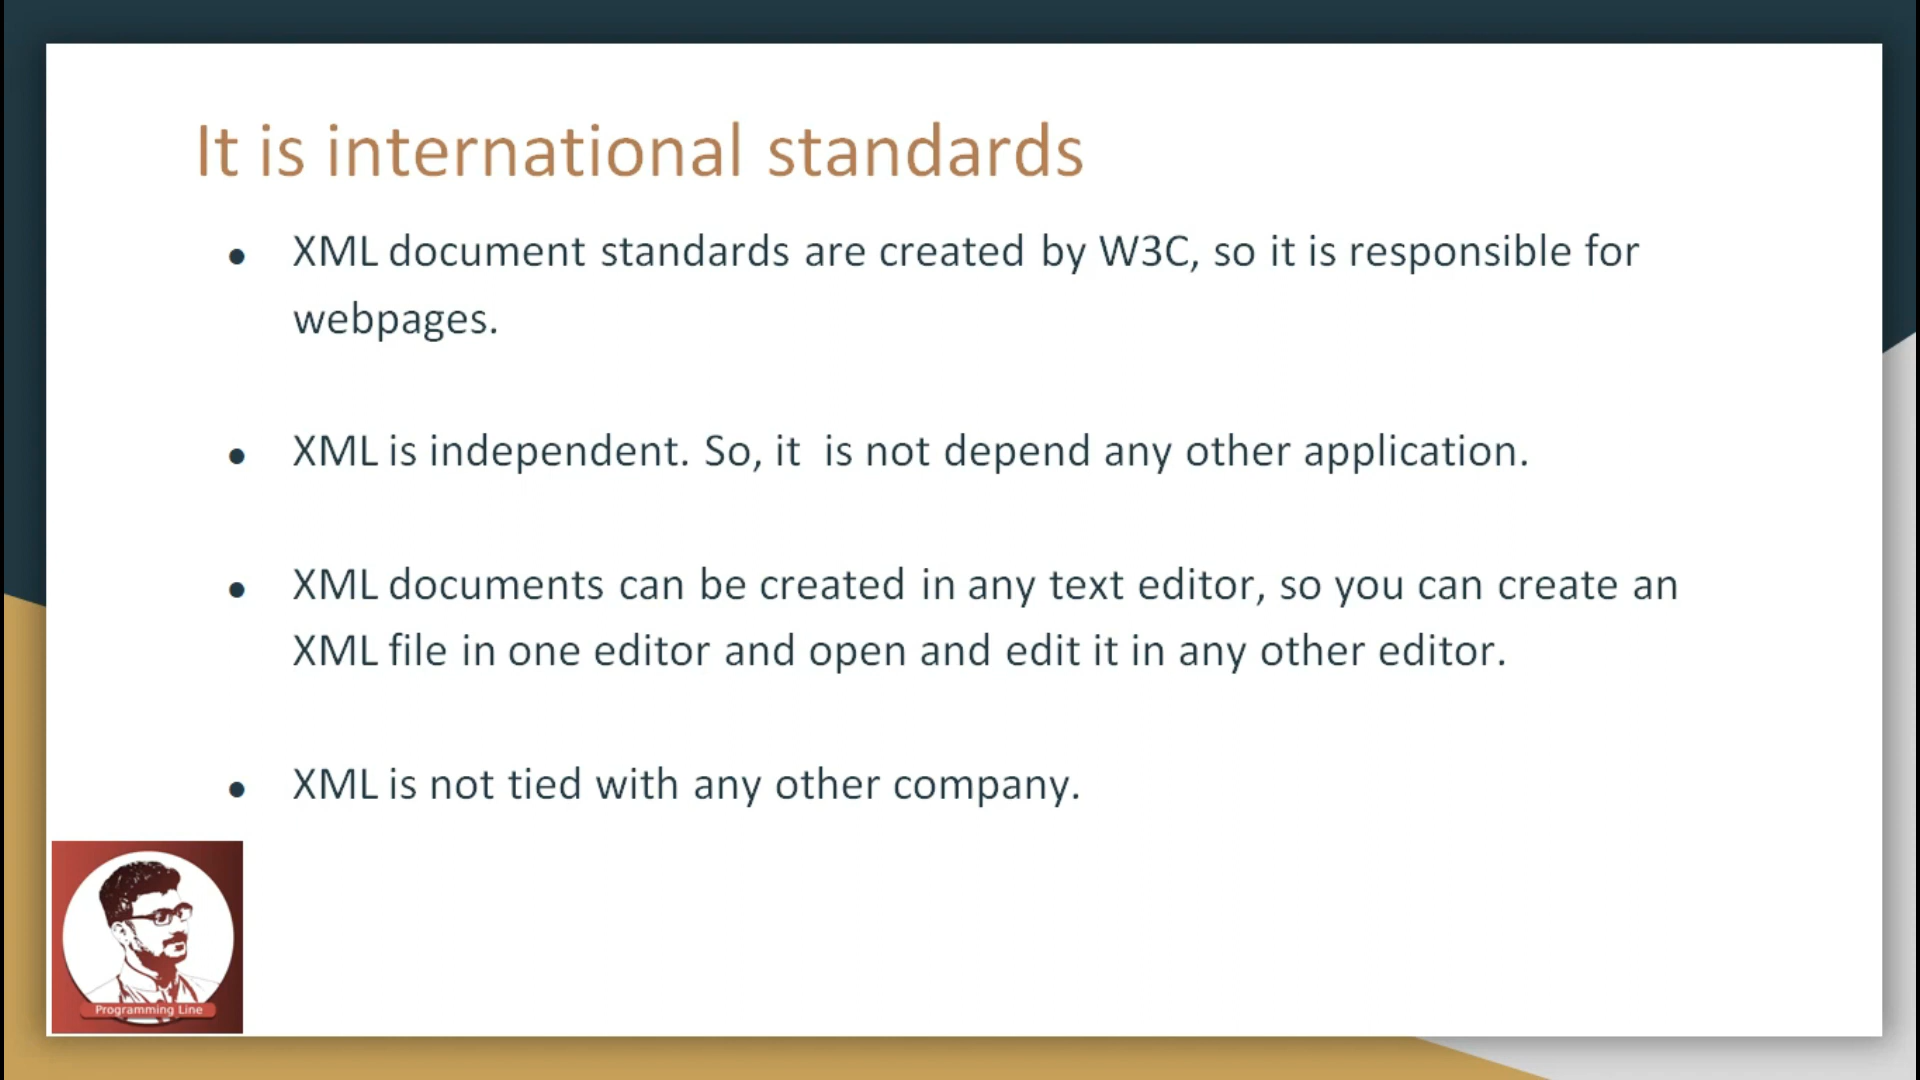 It is international standards
● XML document standards are created by W3C, so it is responsible for
webpages.
● XML is independent. So, it  is not depend any other application.
● XML documents can be created in any text editor, so you can create an
XML file in one editor and open and edit it in any other editor.
● XML is not tied with any other company.
Programming Line